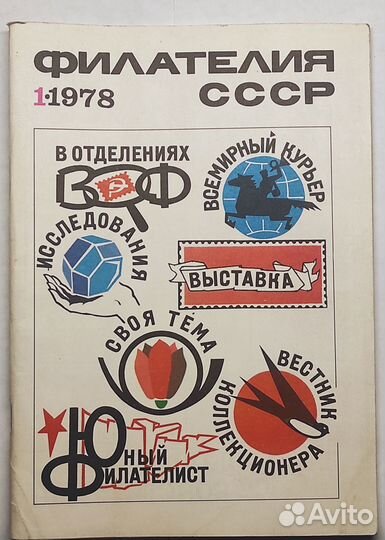 ФИЛАТЕЛИЯ
1·1978 СССР
В ОТДЕЛЕНИЯХ
ВОФ
ВСЕМИРНЫЙ КУРЬЕР
ИССЛЕДОВАНИЯ
ВЫСТАВКА
СВОЯ ТЕМА
ВЕСТНИК
КОЛЛЕКЦИОНЕРА
Юный
Филателист
Avito